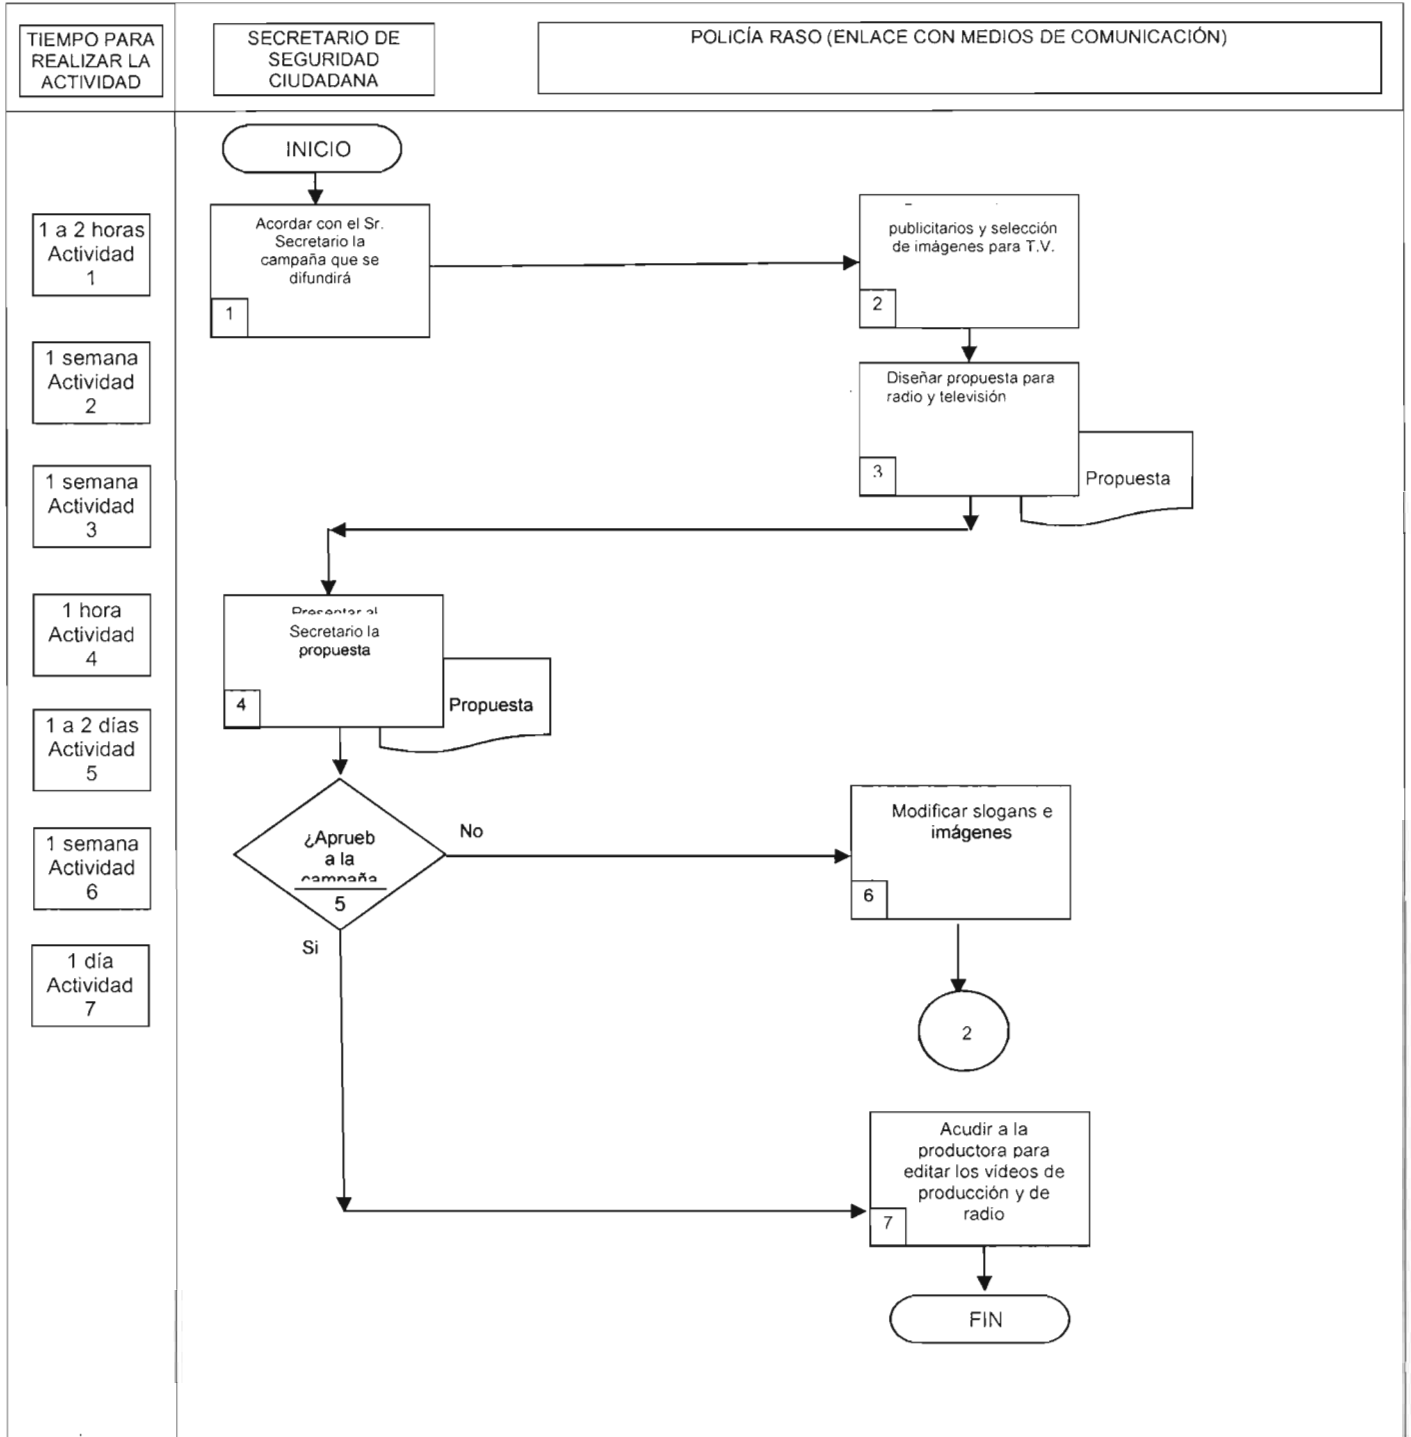 TIEMPO PARA
REALIZAR LA
ACTIVIDAD
SECRETARIO DE
SEGURIDAD
CIUDADANA
POLICÍA RASO (ENLACE CON MEDIOS DE COMUNICACIÓN)
INICIO
1 a 2 horas
Actividad
1
Acordar con el Sr.
Secretario la
campaña que se
difundirá
1
publicitarios y selección
de imágenes para T.V.
2
1 semana
Actividad
2
Diseñar propuesta para
radio y televisión
3
Propuesta
1 semana
Actividad
3
1 hora
Actividad
4
Presentar al
Secretario la
propuesta
4
Propuesta
1 a 2 días
Actividad
5
¿Aprueb
a la
campaña
5
No
Si
Modificar slogans e
imágenes
6
1 semana
Actividad
6
1 día
Actividad
7
2
Acudir a la
productora para
editar los vídeos de
producción y de
radio
7
FIN